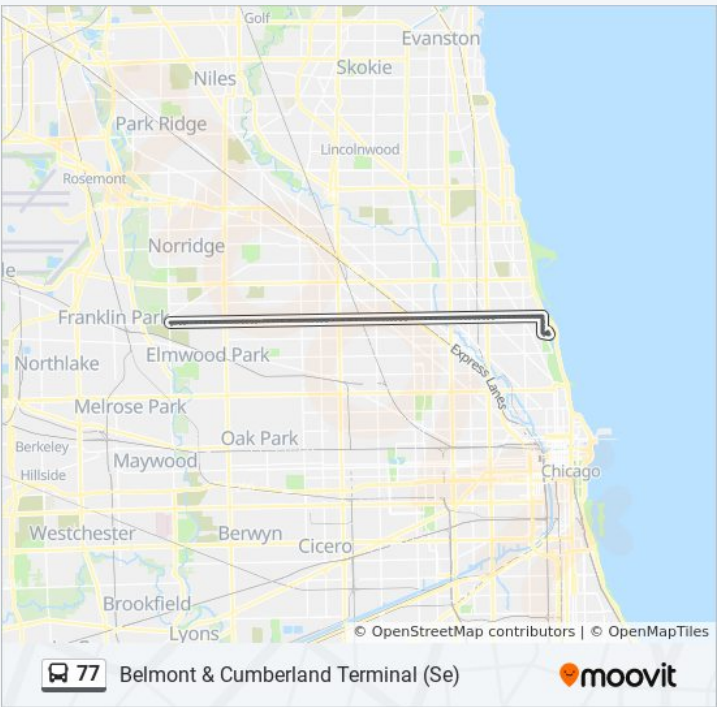 Golf
Evanston
Skokie
Niles
Park Ridge
Lincolnwood
Rosemont
Norridge
le
Franklin Park
Elmwood Park
Northlake
Express Lanes
Melrose Park
Oak Park
Berkeley
Maywood
Chicago
Hillside
Westchester
Berwyn
Cicero
Brookfield
Lyons
© OpenStreetMap contributors | © OpenMapTiles
77 Belmont & Cumberland Terminal (Se) moovit